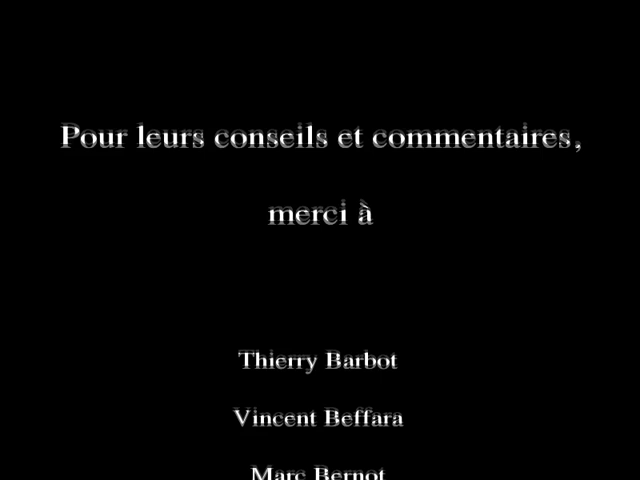 Pour leurs conseils et commentaires,
merci à
Thierry Barbot
Vincent Beffara
Marc Bernot